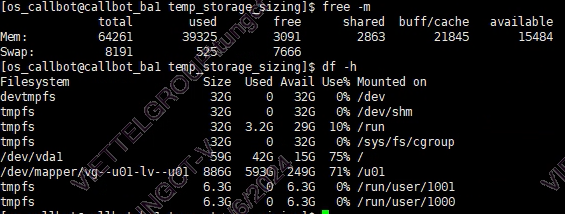 [os_callbot@callbot_ba1 temp_storage_sizing]$ free -m
total used free shared buff/cache available
Mem: 64261 39325 3091 2863 21845 15484
Swap: 8191 525 7666
[os_callbot@callbot_ba1 temp_storage_sizing]$ df -h
Filesystem Size Used Avail Use% Mounted on
devtmpfs 32G 0 32G 0% /dev
tmpfs 32G 0 32G 0% /dev/shm
tmpfs 32G 3.2G 29G 10% /run
tmpfs 32G 0 32G 0% /sys/fs/cgroup
/dev/vda1 59G 42G 15G 75% /
/dev/mapper/vg--u01-lv--u01 886G 593G 249G 71% /u01
tmpfs 6.3G 0 6.3G 0% /run/user/1001
tmpfs 6.3G 0 6.3G 0% /run/user/1000